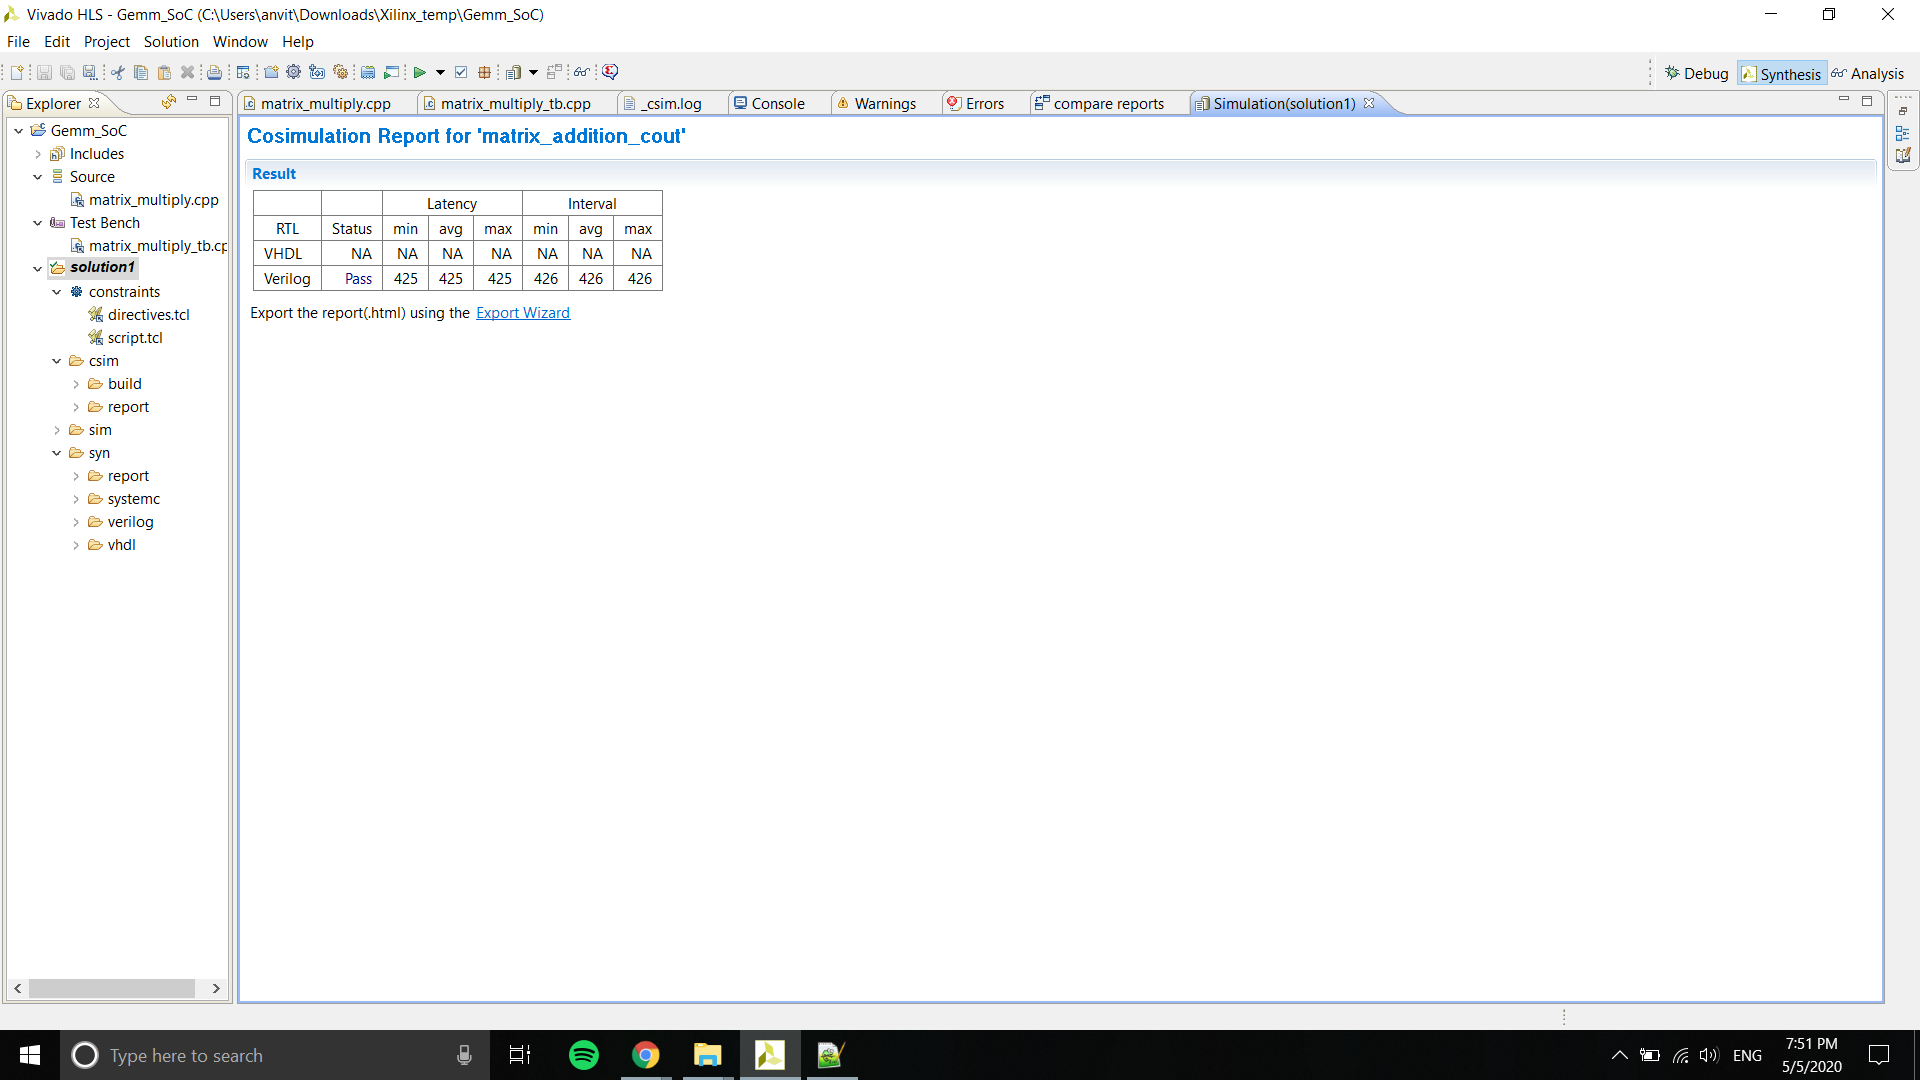 Vivado HLS - Gemm_SoC (C:\Users\anvit\Downloads\Xilinx_temp\Gemm_SoC)
File Edit Project Solution Window Help
Debug Synthesis Analysis
Explorer
matrix_multiply.cpp matrix_multiply_tb.cpp _csim.log Console Warnings Errors compare reports Simulation(solution1)
Gemm_SoC
Includes
Source
matrix_multiply.cpp
Test Bench
matrix_multiply_tb.cp
solution1
constraints
directives.tcl
script.tcl
csim
build
report
sim
syn
report
systemc
verilog
vhdl
Cosimulation Report for 'matrix_addition_cout'
Result
Latency Interval
RTL Status min avg max min avg max
VHDL NA NA NA NA NA NA NA
Verilog Pass 425 425 425 426 426 426
Export the report(.html) using the Export Wizard
Type here to search
ENG
7:51 PM
5/5/2020